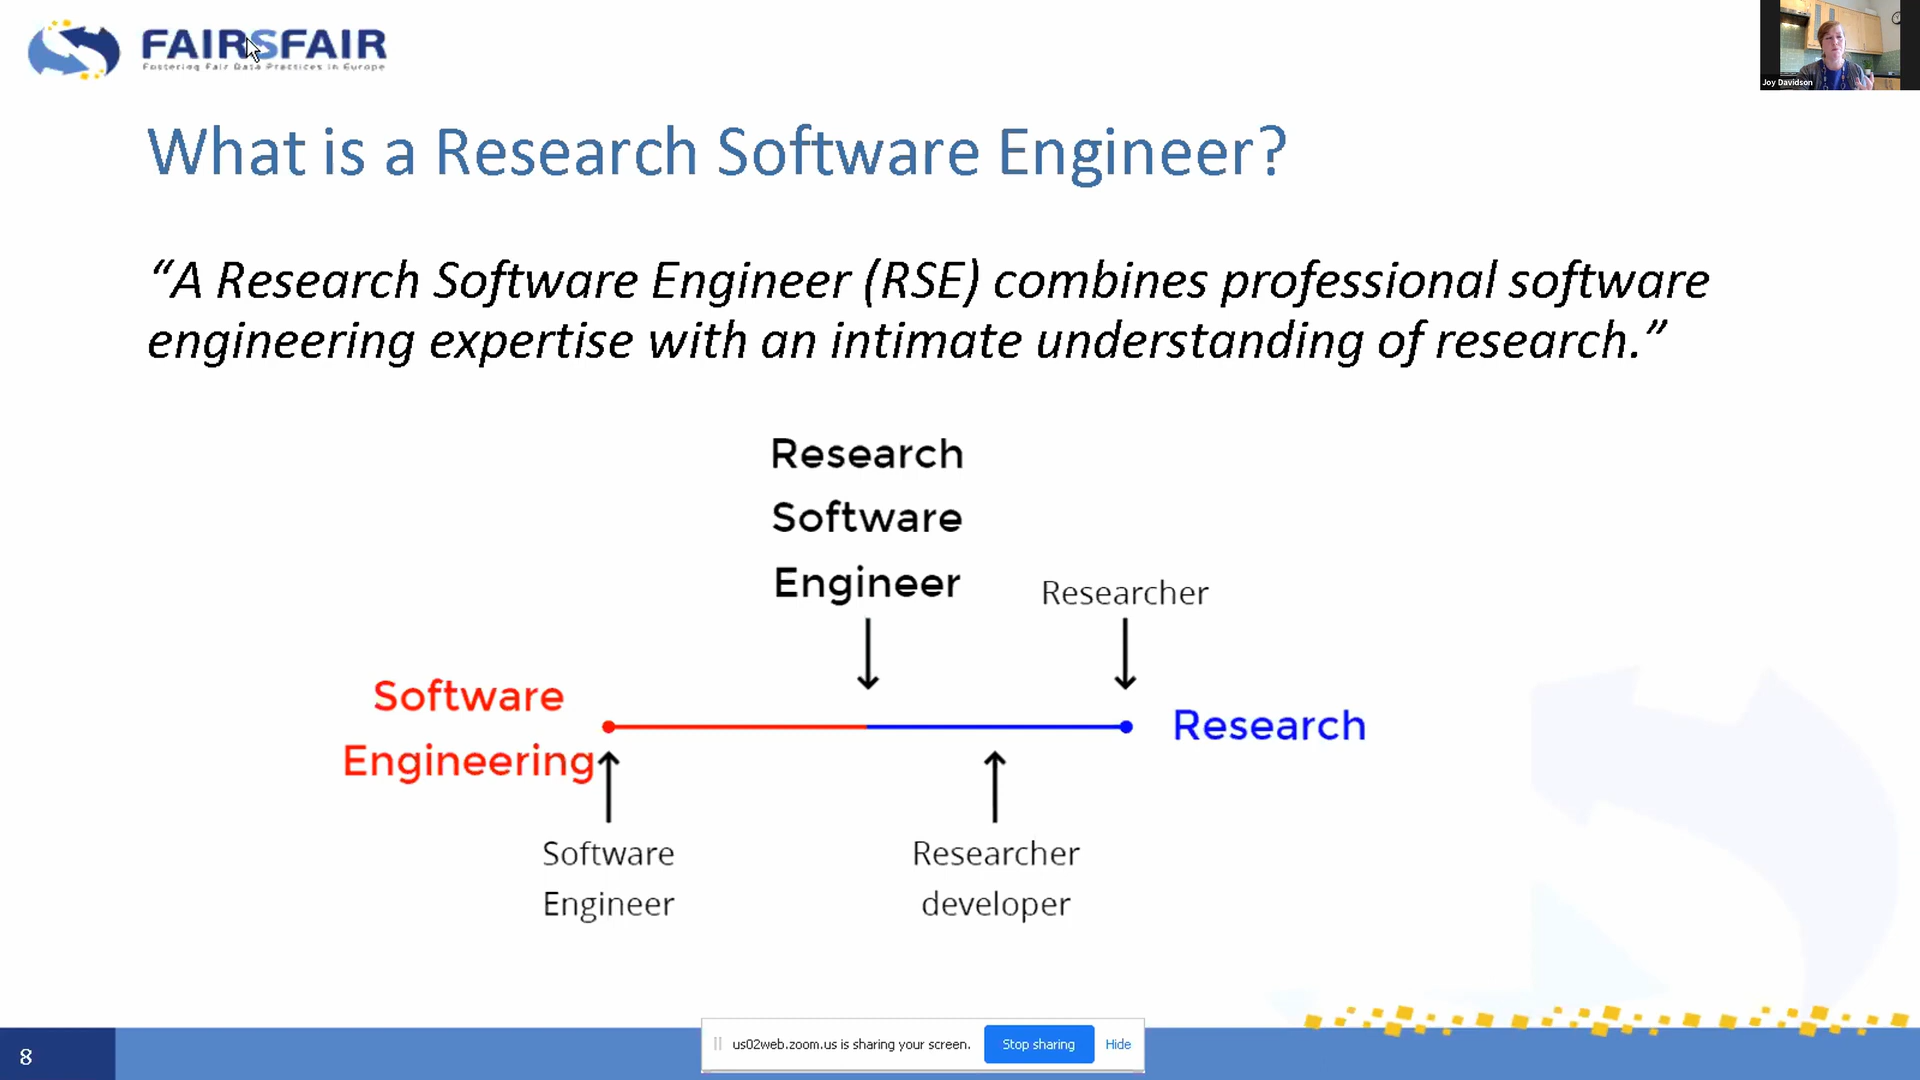 FAIRSFAIR
Fostering Fair Data Practices in Europe
Joy Davidson
What is a Research Software Engineer?
“A Research Software Engineer (RSE) combines professional software
engineering expertise with an intimate understanding of research.”
Research
Software
Engineer
Researcher
Software
Engineering
Research
Software
Engineer
Researcher
developer
8
us02web.zoom.us is sharing your screen.
Stop sharing
Hide